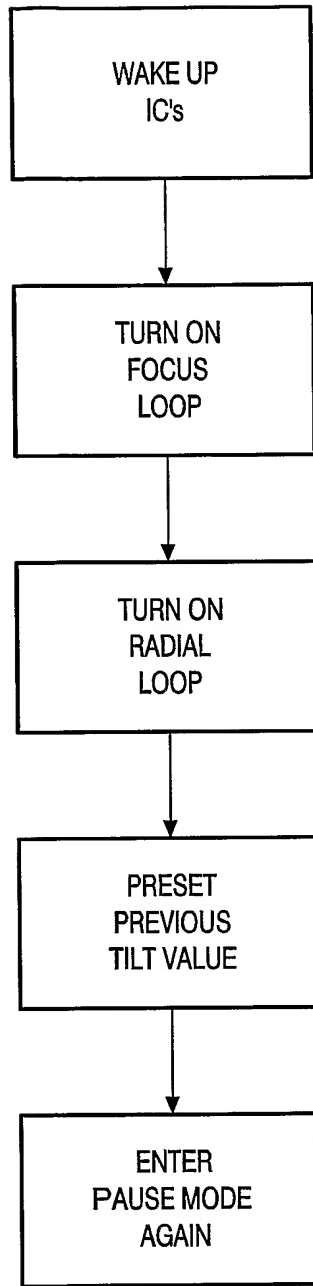 WAKE UP
IC's
TURN ON
FOCUS
LOOP
TURN ON
RADIAL
LOOP
PRESET
PREVIOUS
TILT VALUE
ENTER
PAUSE MODE
AGAIN